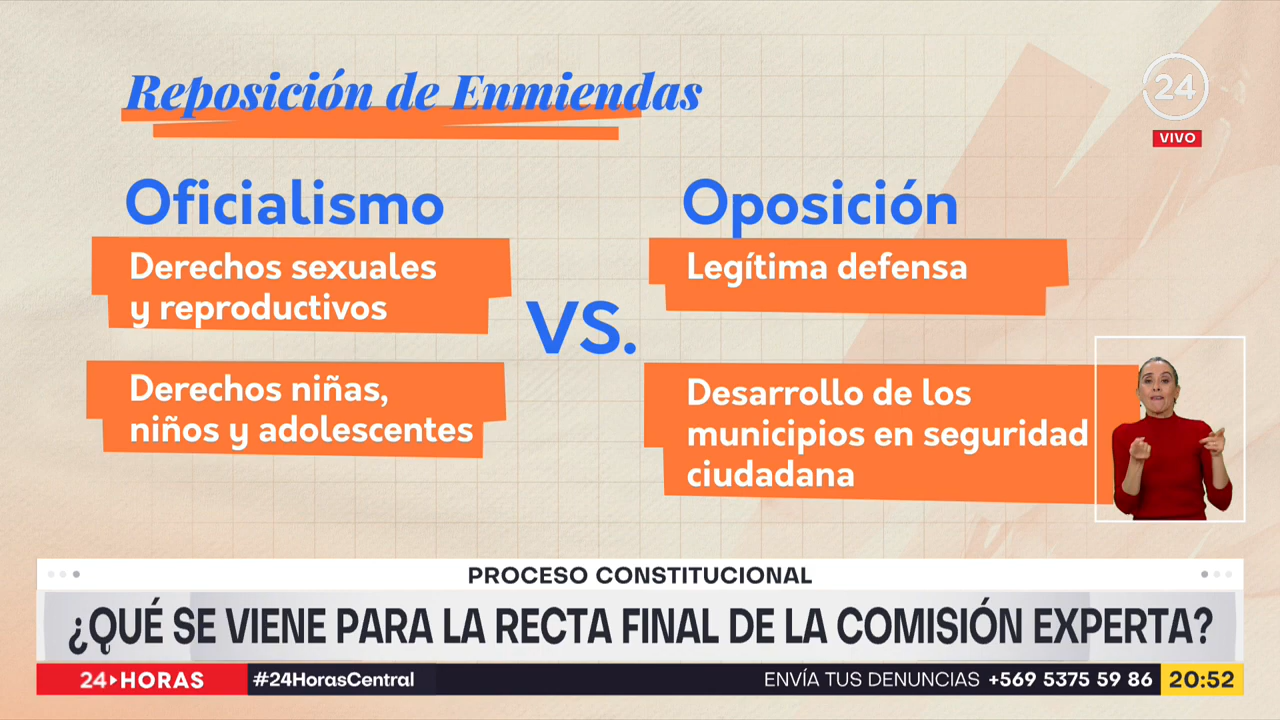 Reposición de Enmiendas
24
VIVO
Oficialismo
Oposición
Derechos sexuales
y reproductivos
Legítima defensa
VS.
Derechos niñas,
niños y adolescentes
Desarrollo de los
municipios en seguridad
ciudadana
PROCESO CONSTITUCIONAL
¿QUÉ SE VIENE PARA LA RECTA FINAL DE LA COMISIÓN EXPERTA?
24 HORAS
#24HorasCentral
ENVÍA TUS DENUNCIAS +569 5375 59 86
20:52